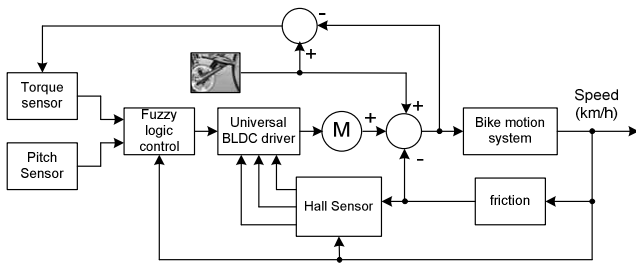 -
+
Torque
sensor
Pitch
Sensor
Fuzzy
logic
control
Universal
BLDC driver
M
+
+
-
Bike motion
system
Speed
(km/h)
Hall Sensor
friction